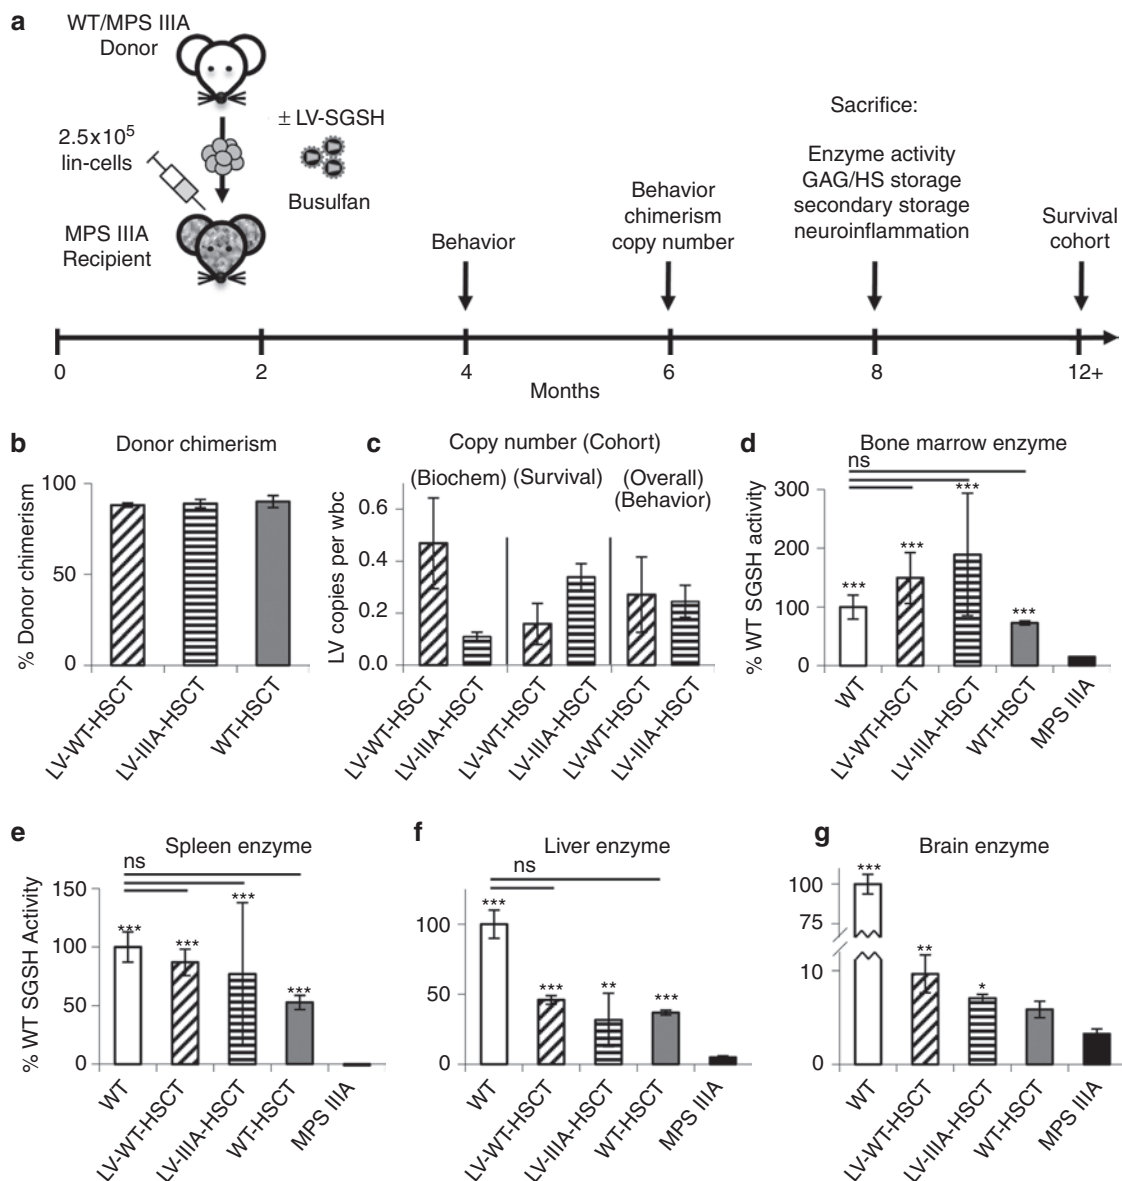 a
WT/MPS IIIA
Donor
2.5x10⁵
lin-cells
± LV-SGSH
Busulfan
MPS IIIA
Recipient
Behavior
Behavior
chimerism
copy number
Sacrifice:
Enzyme activity
GAG/HS storage
secondary storage
neuroinflammation
Survival
cohort
0 2 4 6 8 12+
Months
b
Donor chimerism
% Donor chimerism
100
50
0
LV-WT-HSCT
LV-IIIA-HSCT
WT-HSCT
c
Copy number (Cohort)
(Biochem) (Survival) (Overall)
(Behavior)
LV copies per wbc
0.6
0.4
0.2
0.0
LV-WT-HSCT
LV-IIIA-HSCT
LV-WT-HSCT
LV-IIIA-HSCT
LV-WT-HSCT
LV-IIIA-HSCT
d
Bone marrow enzyme
ns
% WT SGSH activity
300
200
100
0
***
***
***
***
WT
LV-WT-HSCT
LV-IIIA-HSCT
WT-HSCT
MPS IIIA
e
Spleen enzyme
ns
% WT SGSH Activity
150
100
50
0
***
***
***
***
WT
LV-WT-HSCT
LV-IIIA-HSCT
WT-HSCT
MPS IIIA
f
Liver enzyme
ns
100
50
0
***
***
**
***
WT
LV-WT-HSCT
LV-IIIA-HSCT
WT-HSCT
MPS IIIA
g
Brain enzyme
100
75
10
0
***
**
*
WT
LV-WT-HSCT
LV-IIIA-HSCT
WT-HSCT
MPS IIIA